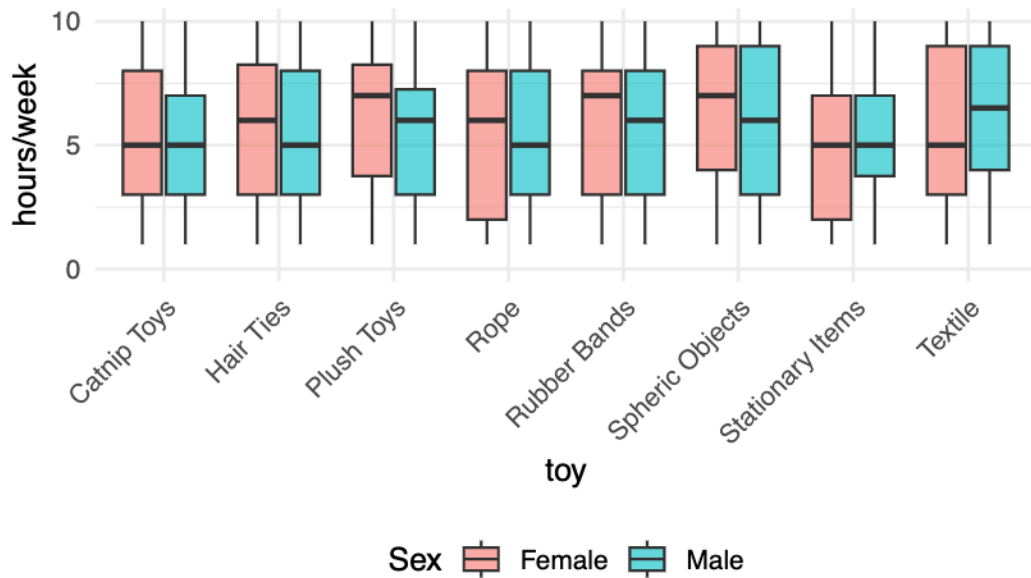 hours/week
10
5
0
Catnip Toys
Hair Ties
Plush Toys
Rope
Rubber Bands
Spheric Objects
Stationary Items
Textile
toy
Sex Female Male